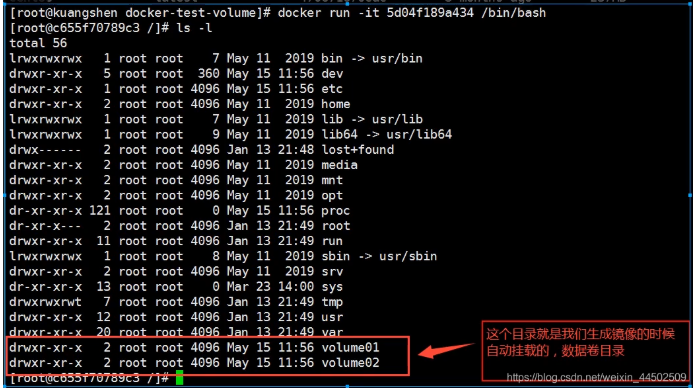 [root@kuangshen docker-test-volume]# docker run -it 5d04f189a434 /bin/bash
[root@c655f70789c3 /]# ls -l
total 56
lrwxrwxrwx   1 root root    7 May 11  2019 bin -> usr/bin
drwxr-xr-x   5 root root  360 May 15 11:56 dev
drwxr-xr-x   1 root root 4096 May 15 11:56 etc
drwxr-xr-x   2 root root 4096 May 11  2019 home
lrwxrwxrwx   1 root root    7 May 11  2019 lib -> usr/lib
lrwxrwxrwx   1 root root    9 May 11  2019 lib64 -> usr/lib64
drwx------   2 root root 4096 Jan 13 21:48 lost+found
drwxr-xr-x   2 root root 4096 May 11  2019 media
drwxr-xr-x   2 root root 4096 May 11  2019 mnt
drwxr-xr-x   2 root root 4096 May 11  2019 opt
dr-xr-xr-x 121 root root    0 May 15 11:56 proc
dr-xr-x---   2 root root 4096 Jan 13 21:49 root
drwxr-xr-x  11 root root 4096 Jan 13 21:49 run
lrwxrwxrwx   1 root root    8 May 11  2019 sbin -> usr/sbin
drwxr-xr-x   2 root root 4096 May 11  2019 srv
dr-xr-xr-x  13 root root    0 Mar 23 14:00 sys
drwxrwxrwt   7 root root 4096 Jan 13 21:49 tmp
drwxr-xr-x  12 root root 4096 Jan 13 21:49 usr
drwxr-xr-x  20 root root 4096 Jan 13 21:49 var
drwxr-xr-x   2 root root 4096 May 15 11:56 volume01
drwxr-xr-x   2 root root 4096 May 15 11:56 volume02
[root@c655f70789c3 /]#
这个目录就是我们生成镜像的时候
自动挂载的，数据卷目录
https://blog.csdn.net/weixin_44502509